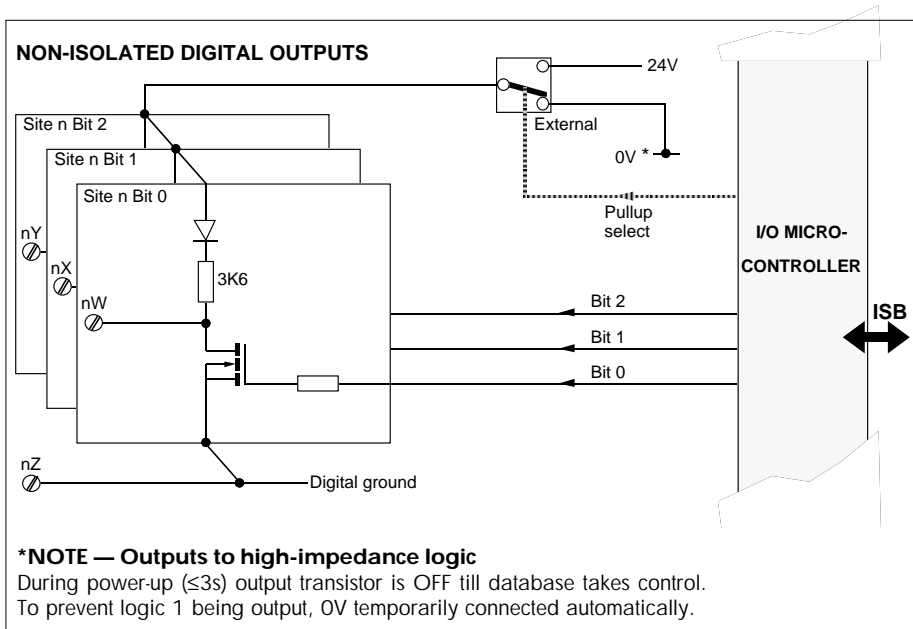 NON-ISOLATED DIGITAL OUTPUTS
24V
External
0V *
Site n Bit 2
Site n Bit 1
Site n Bit 0
Pullup
select
I/O MICRO-
CONTROLLER
nY
nX
nW
3K6
ISB
Bit 2
Bit 1
Bit 0
nZ
Digital ground
*NOTE — Outputs to high-impedance logic
During power-up (≤3s) output transistor is OFF till database takes control.
To prevent logic 1 being output, 0V temporarily connected automatically.